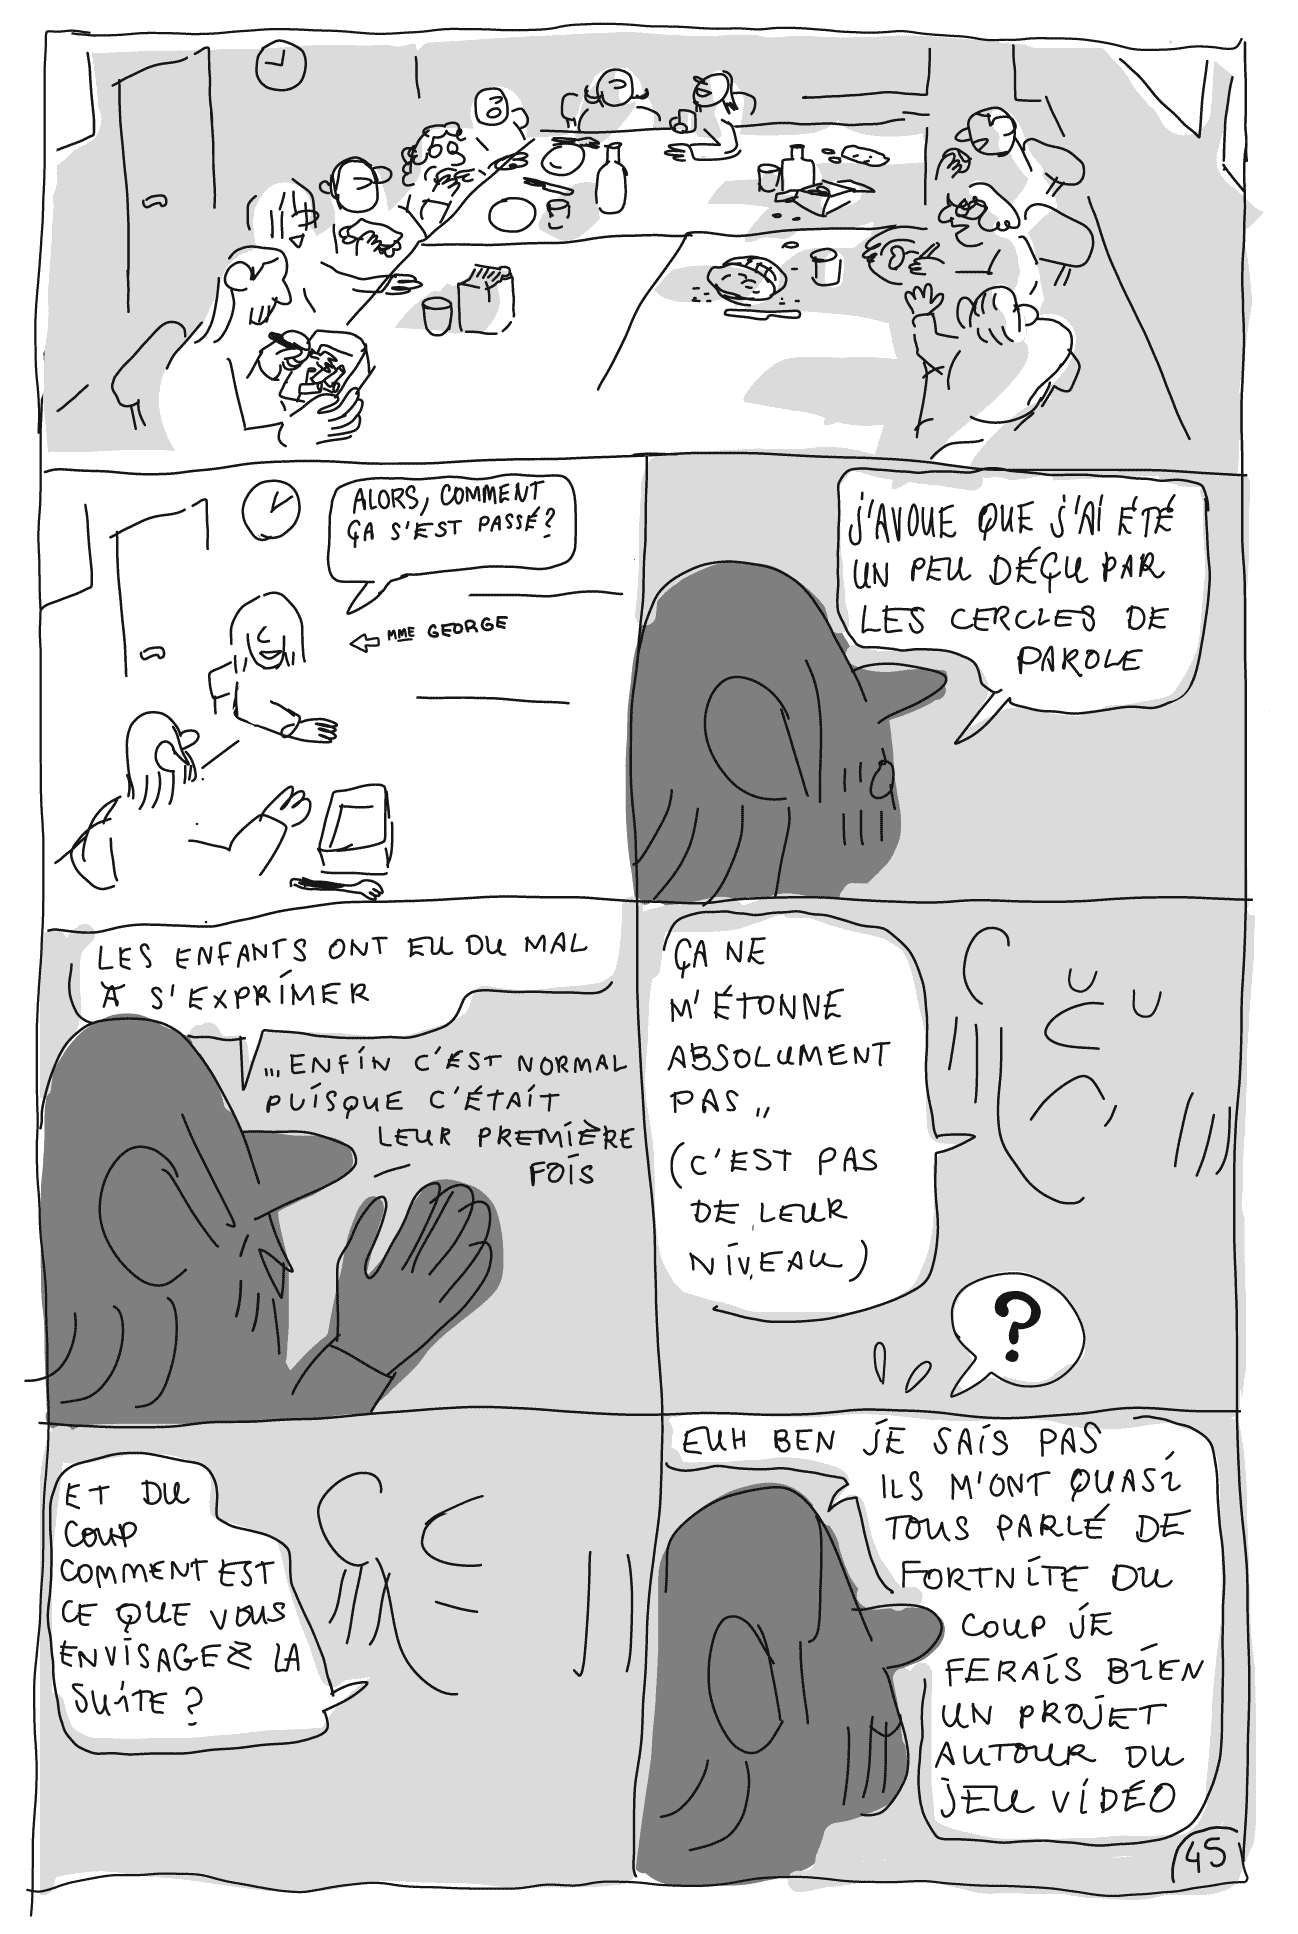 ALORS, COMMENT
ÇA S'EST PASSÉ?
MME GEORGE
J'AVOUE QUE J'AI ÉTÉ
UN PEU DÉÇU PAR
LES CERCLES DE
PAROLE
LES ENFANTS ONT EU DU MAL
À S'EXPRIMER
... ENFIN C'EST NORMAL
PUISQUE C'ÉTAIT
LEUR PREMIÈRE
FOIS
ÇA NE
M'ÉTONNE
ABSOLUMENT
PAS ..
(C'EST PAS
DE LEUR
NIVEAU)
?
ET DU
COUP
COMMENT EST
CE QUE VOUS
ENVISAGEZ LA
SUITE ?
EUH BEN JE SAIS PAS
ILS M'ONT QUASI
TOUS PARLÉ DE
FORTNITE DU
COUP JE
FERAIS BIEN
UN PROJET
AUTOUR DU
JEU VIDÉO
45